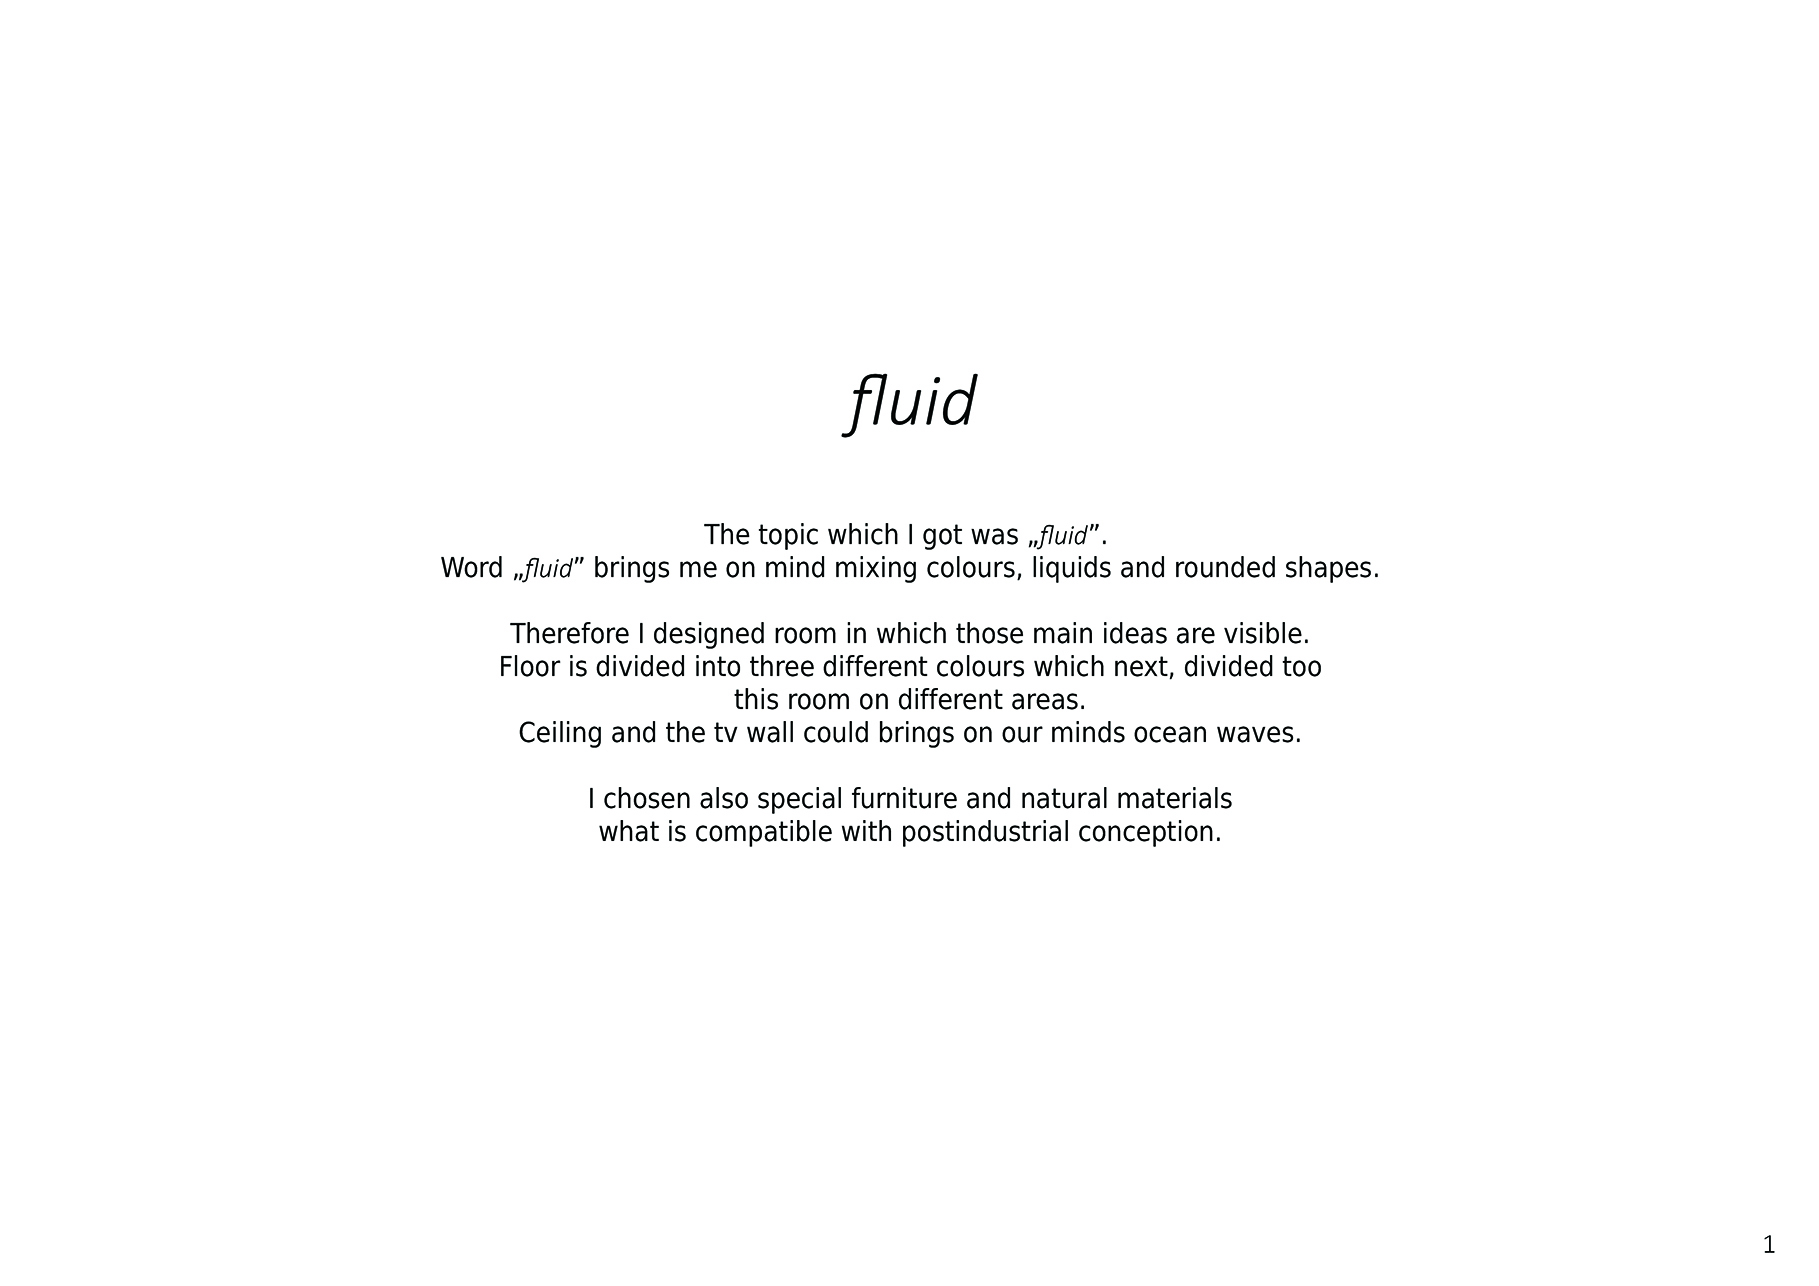 fluid
The topic which I got was „fluid”.
Word „fluid” brings me on mind mixing colours, liquids and rounded shapes.
Therefore I designed room in which those main ideas are visible.
Floor is divided into three different colours which next, divided too
this room on different areas.
Ceiling and the tv wall could brings on our minds ocean waves.
I chosen also special furniture and natural materials
what is compatible with postindustrial conception.
1